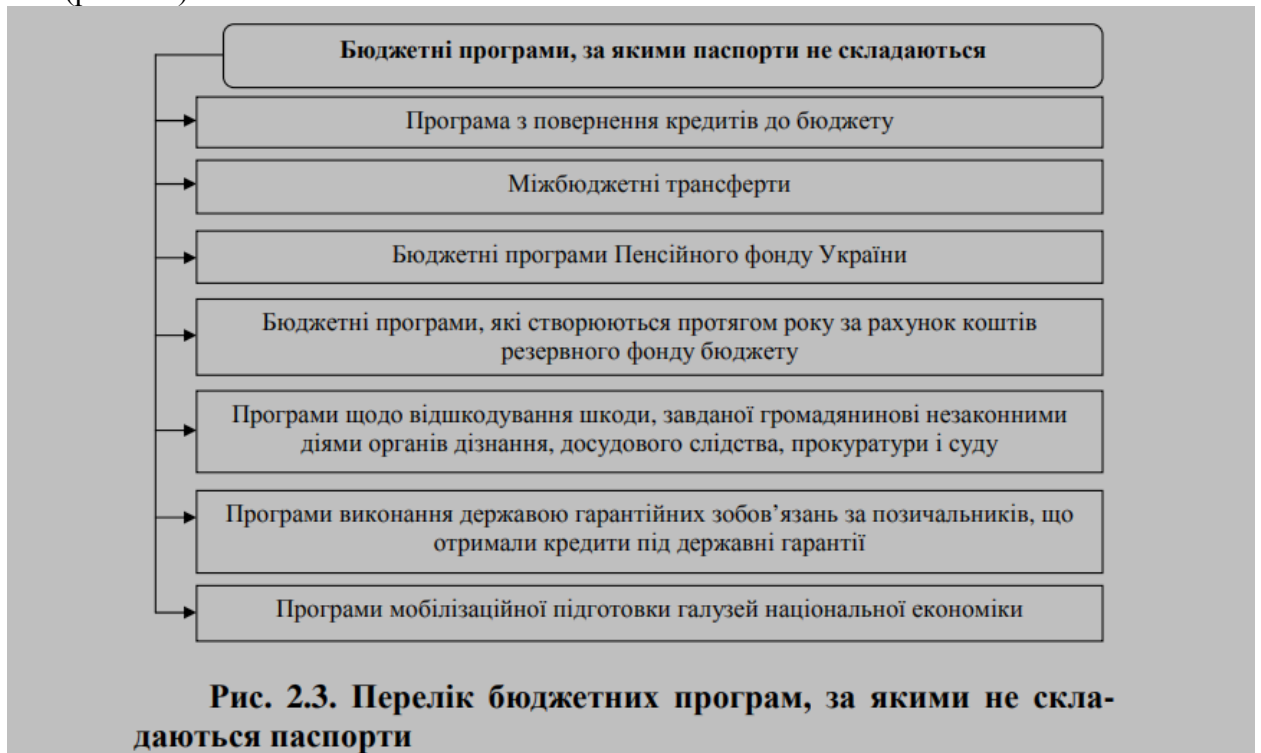 Бюджетні програми, за якими паспорти не складаються
Програма з повернення кредитів до бюджету
Міжбюджетні трансферти
Бюджетні програми Пенсійного фонду України
Бюджетні програми, які створюються протягом року за рахунок коштів
резервного фонду бюджету
Програми щодо відшкодування шкоди, завданої громадянинові незаконними
діями органів дізнання, досудового слідства, прокуратури і суду
Програми виконання державою гарантійних зобов’язань за позичальників, що
отримали кредити під державні гарантії
Програми мобілізаційної підготовки галузей національної економіки
Рис. 2.3. Перелік бюджетних програм, за якими не скла-
даються паспорти